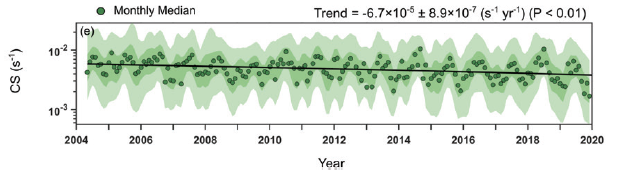 Monthly Median
Trend = -6.7×10⁻⁵ ± 8.9×10⁻⁷ (s⁻¹ yr⁻¹) (P < 0.01)
(e)
CS (s⁻¹)
10⁻²
10⁻³
2004 2006 2008 2010 2012 2014 2016 2018 2020
Year